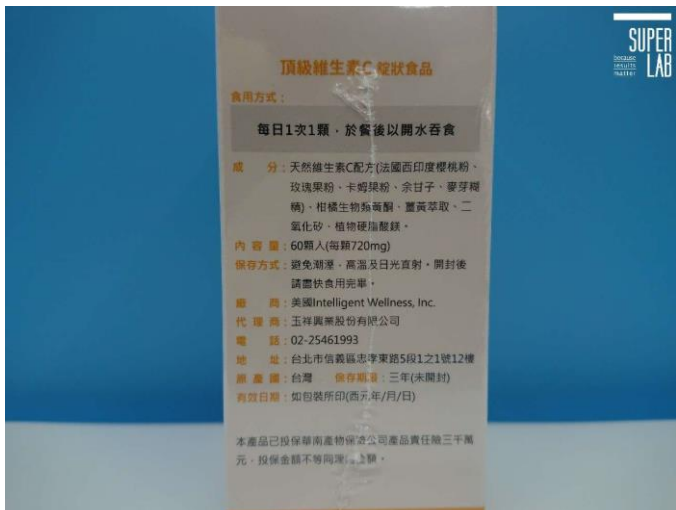 SUPER
LAB
because
results
matter
頂級維生素C 錠狀食品
食用方式：
每日1次1顆，於餐後以開水吞食
成 分：天然維生素C配方(法國西印度櫻桃粉、
玫瑰果粉、卡姆果粉、余甘子、麥芽糊
精)、柑橘生物類黃酮、薑黃萃取、二
氧化矽、植物硬脂酸鎂。
內 容 量：60顆入(每顆720mg)
保存方式：避免潮溼，高溫及日光直射。開封後
請盡快食用完畢。
廠 商：美國Intelligent Wellness, Inc.
代 理 商：玉祥興業股份有限公司
電 話：02-25461993
地 址：台北市信義區忠孝東路5段1之1號12樓
原 產 國：台灣 保存期限：三年(未開封)
有效日期：如包裝所印(西元年/月/日)
本產品已投保華南產物保險公司產品責任險三千萬
元，投保金額不等同理賠金額。